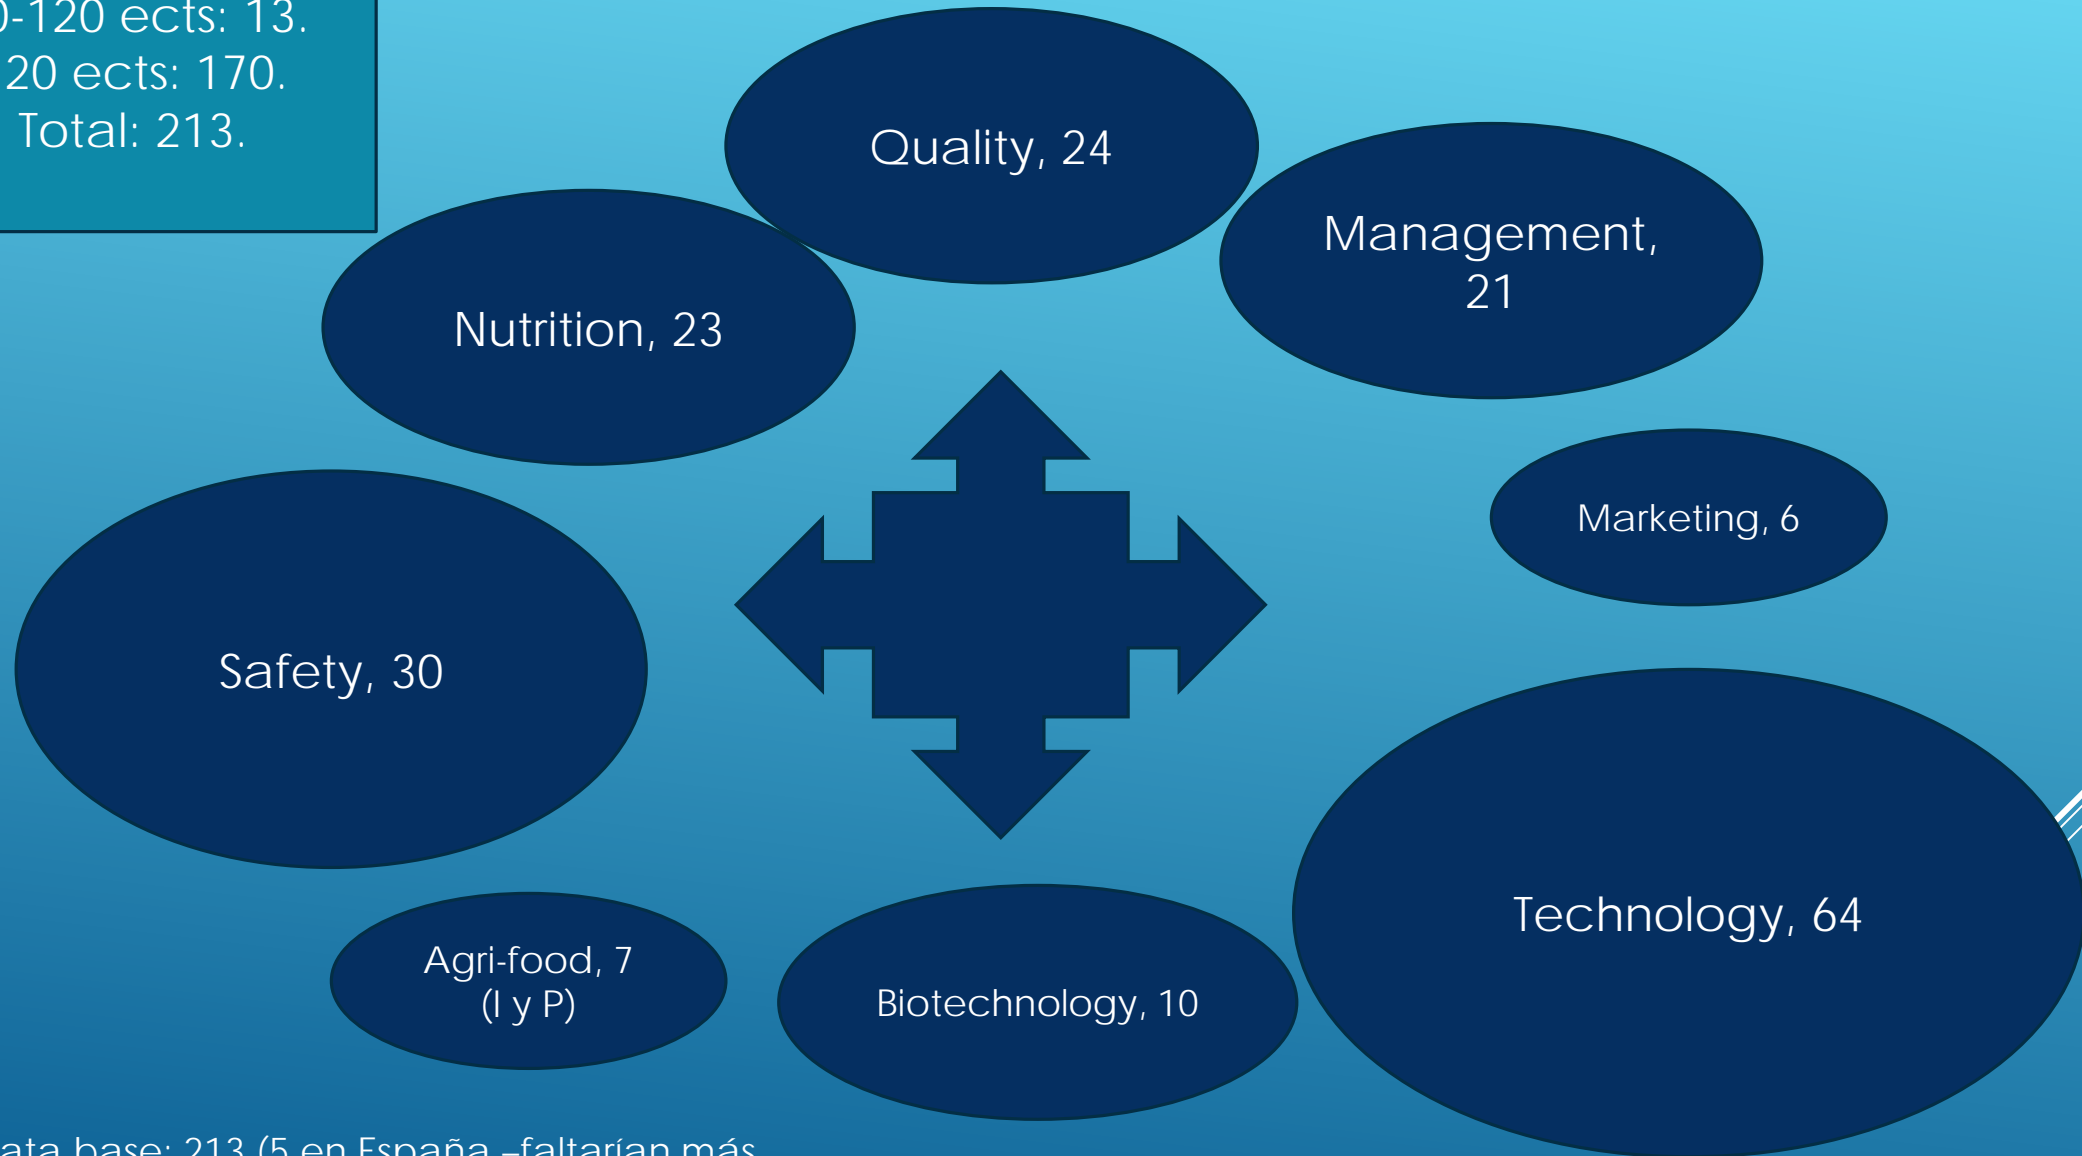 0-120 ects: 13.
20 ects: 170.
Total: 213.
Quality, 24
Management,
21
Nutrition, 23
Marketing, 6
Safety, 30
Technology, 64
Agri-food, 7
(I y P)
Biotechnology, 10
ata base: 213 (5 en España –faltarían más